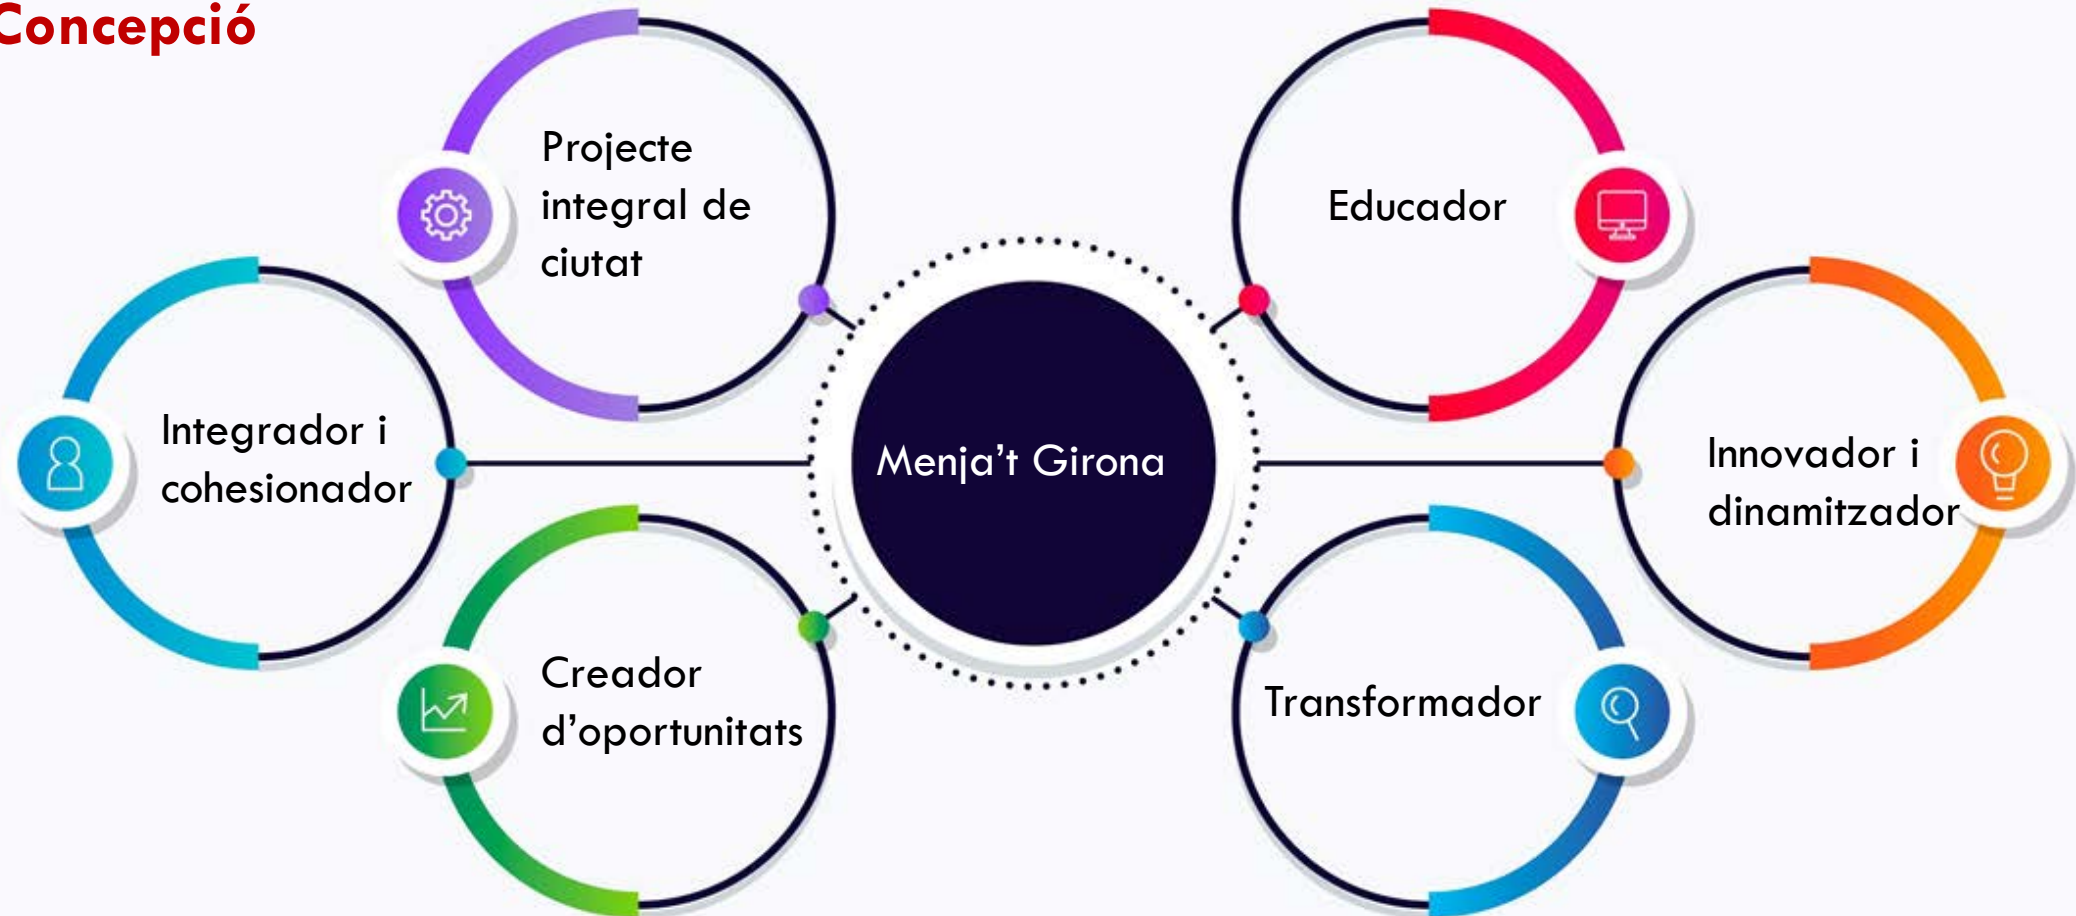 Concepció
Projecte
integral de
ciutat
Educador
Integrador i
cohesionador
Menja’t Girona
Innovador i
dinamitzador
Creador
d’oportunitats
Transformador